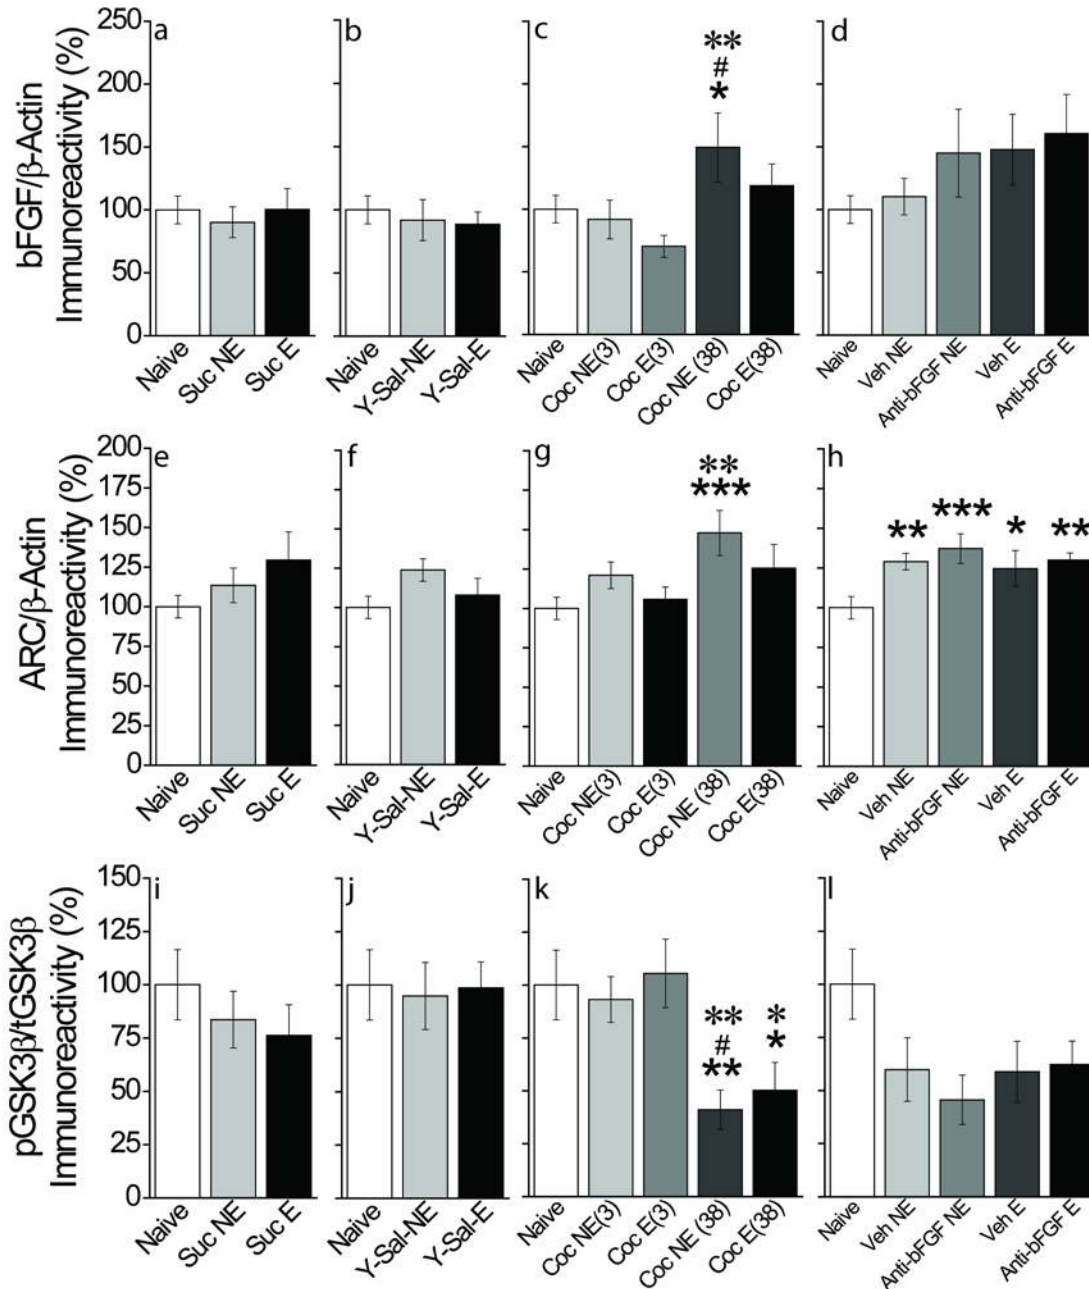 bFGF/β-Actin
Immunoreactivity (%)
250
200
150
100
50
0
a
b
c
d
**
#
*
Naive
Suc NE
Suc E
Naive
Y-Sal-NE
Y-Sal-E
Naive
Coc NE(3)
Coc E(3)
Coc NE (38)
Coc E(38)
Naive
Veh NE
Anti-bFGF NE
Veh E
Anti-bFGF E
ARC/β-Actin
Immunoreactivity (%)
200
175
150
125
100
75
50
25
0
e
f
g
h
**
***
**
***
*
**
Naive
Suc NE
Suc E
Naive
Y-Sal-NE
Y-Sal-E
Naive
Coc NE(3)
Coc E(3)
Coc NE (38)
Coc E(38)
Naive
Veh NE
Anti-bFGF NE
Veh E
Anti-bFGF E
pGSK3β/tGSK3β
Immunoreactivity (%)
150
125
100
75
50
25
0
i
j
k
l
**
#
**
*
*
Naive
Suc NE
Suc E
Naive
Y-Sal-NE
Y-Sal-E
Naive
Coc NE(3)
Coc E(3)
Coc NE (38)
Coc E(38)
Naive
Veh NE
Anti-bFGF NE
Veh E
Anti-bFGF E